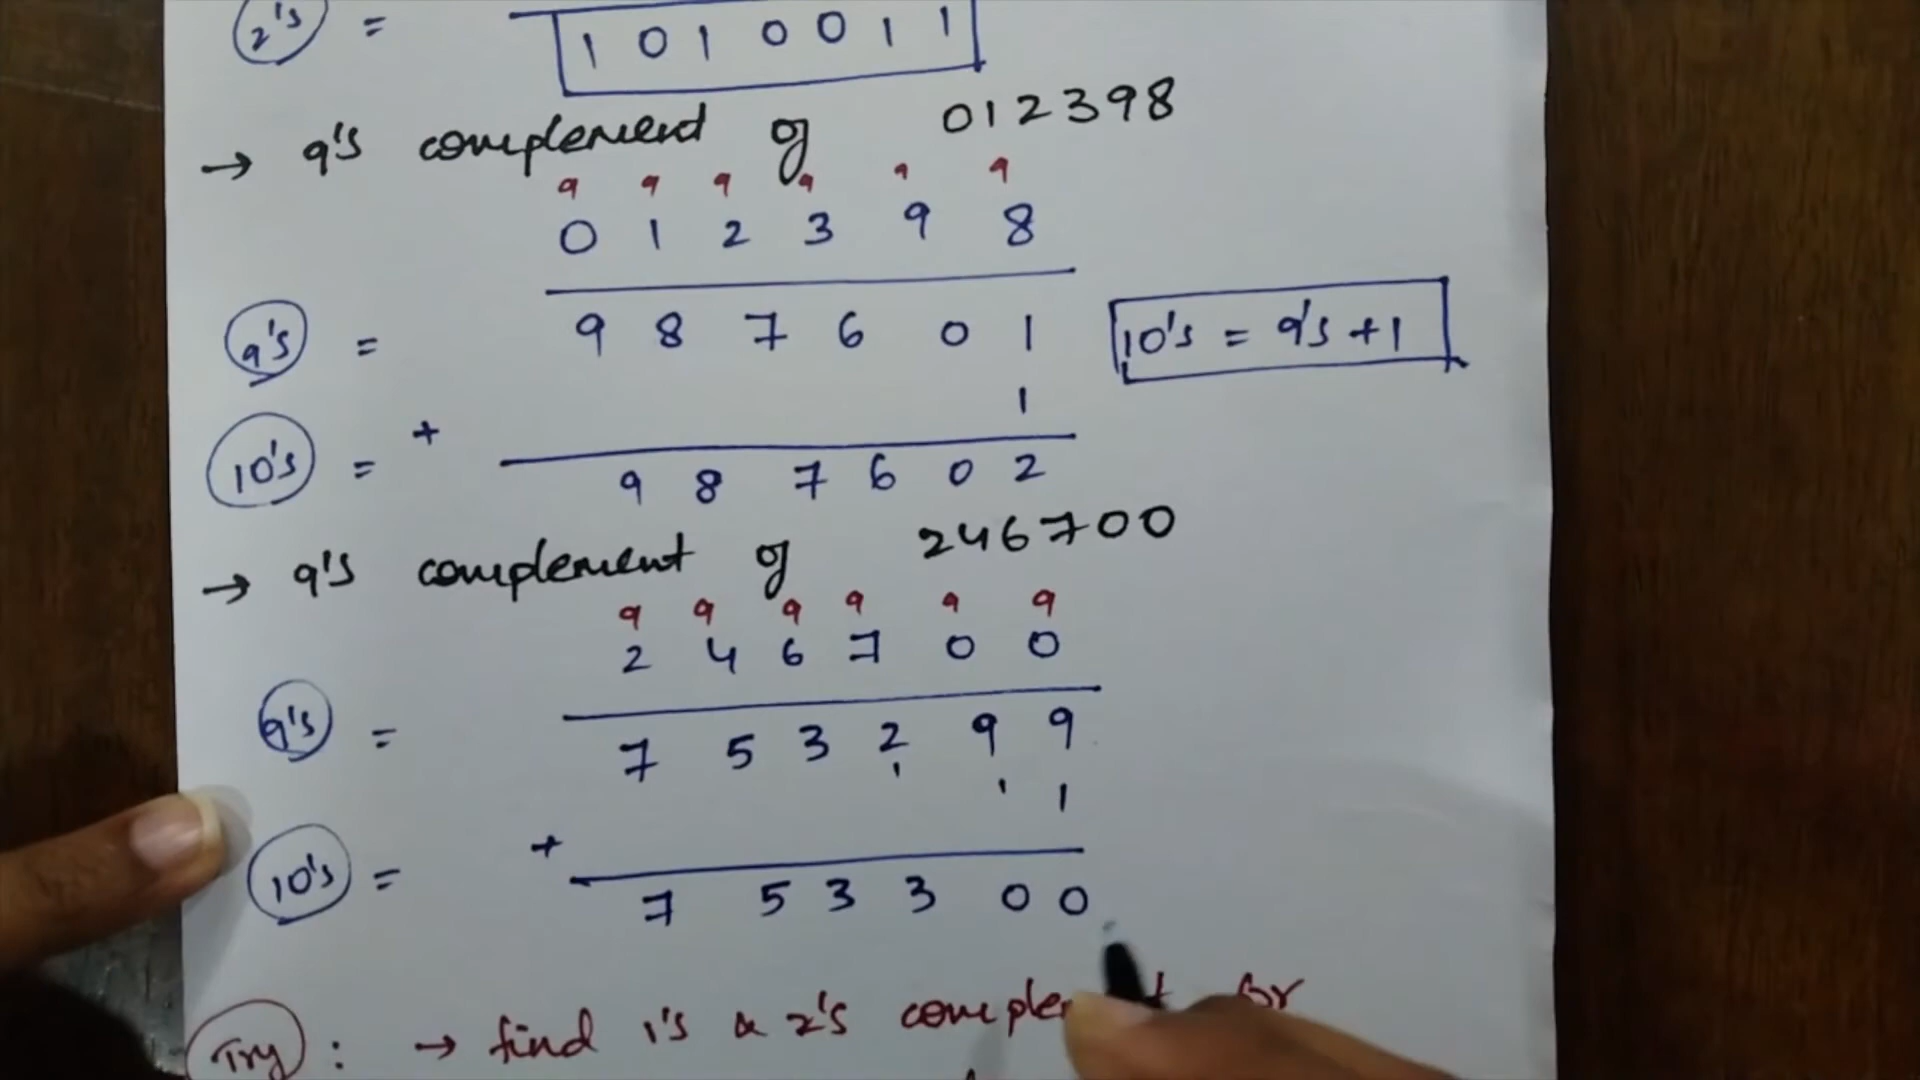 2's = 1 0 1 0 0 1 1
→ 9's complement of 012398
9 9 9 9 9 9
0 1 2 3 9 8
9's = 9 8 7 6 0 1
10's = 9's + 1
1
10's = + 9 8 7 6 0 2
→ 9's complement of 246700
9 9 9 9 9 9
2 4 6 7 0 0
9's = 7 5 3 2 9 9
1 1 1
+
10's = 7 5 3 3 0 0
Try : → find 1's & 2's for